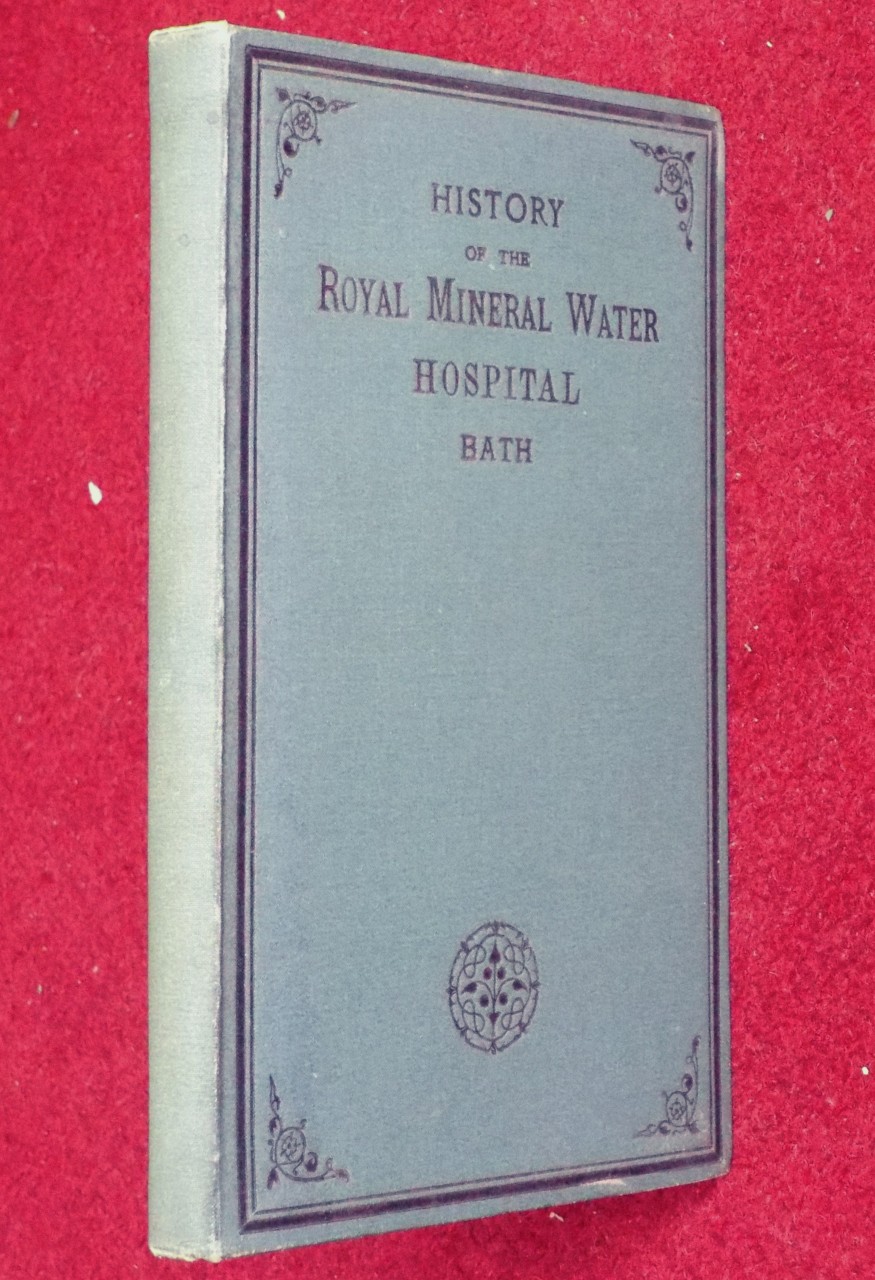 HISTORY
OF THE
ROYAL MINERAL WATER
HOSPITAL
BATH